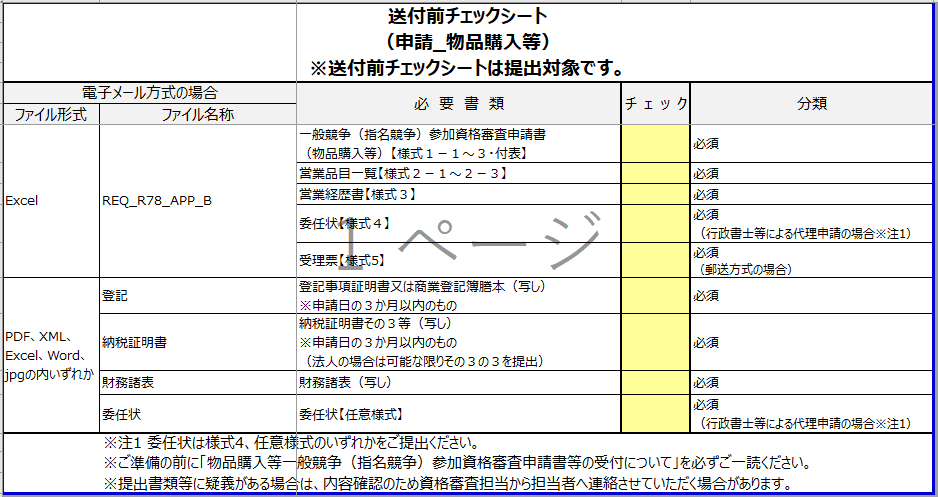 送付前チェックシート
（申請_物品購入等）
※送付前チェックシートは提出対象です。
電子メール方式の場合
必 要 書 類
チ ェ ッ ク
分類
ファイル形式
ファイル名称
Excel
REQ_R78_APP_B
一般競争（指名競争）参加資格審査申請書
（物品購入等）【様式１－１～３・付表】
必須
営業品目一覧【様式２－１～２－３】
必須
営業経歴書【様式３】
必須
委任状【様式４】
必須
（行政書士等による代理申請の場合※注1）
受理票【様式5】
必須
（郵送方式の場合）
1 ページ
PDF、XML、
Excel、Word、
jpgの内いずれか
登記
登記事項証明書又は商業登記簿謄本（写し）
※申請日の３か月以内のもの
必須
納税証明書
納税証明書その３等（写し）
※申請日の３か月以内のもの
（法人の場合は可能な限りその３の３を提出）
必須
財務諸表
財務諸表（写し）
必須
委任状
委任状【任意様式】
必須
（行政書士等による代理申請の場合※注1）
※注1 委任状は様式4、任意様式のいずれかをご提出ください。
※ご準備の前に「物品購入等一般競争（指名競争）参加資格審査申請書等の受付について」を必ずご一読ください。
※提出書類等に疑義がある場合は、内容確認のため資格審査担当から担当者へ連絡させていただく場合があります。